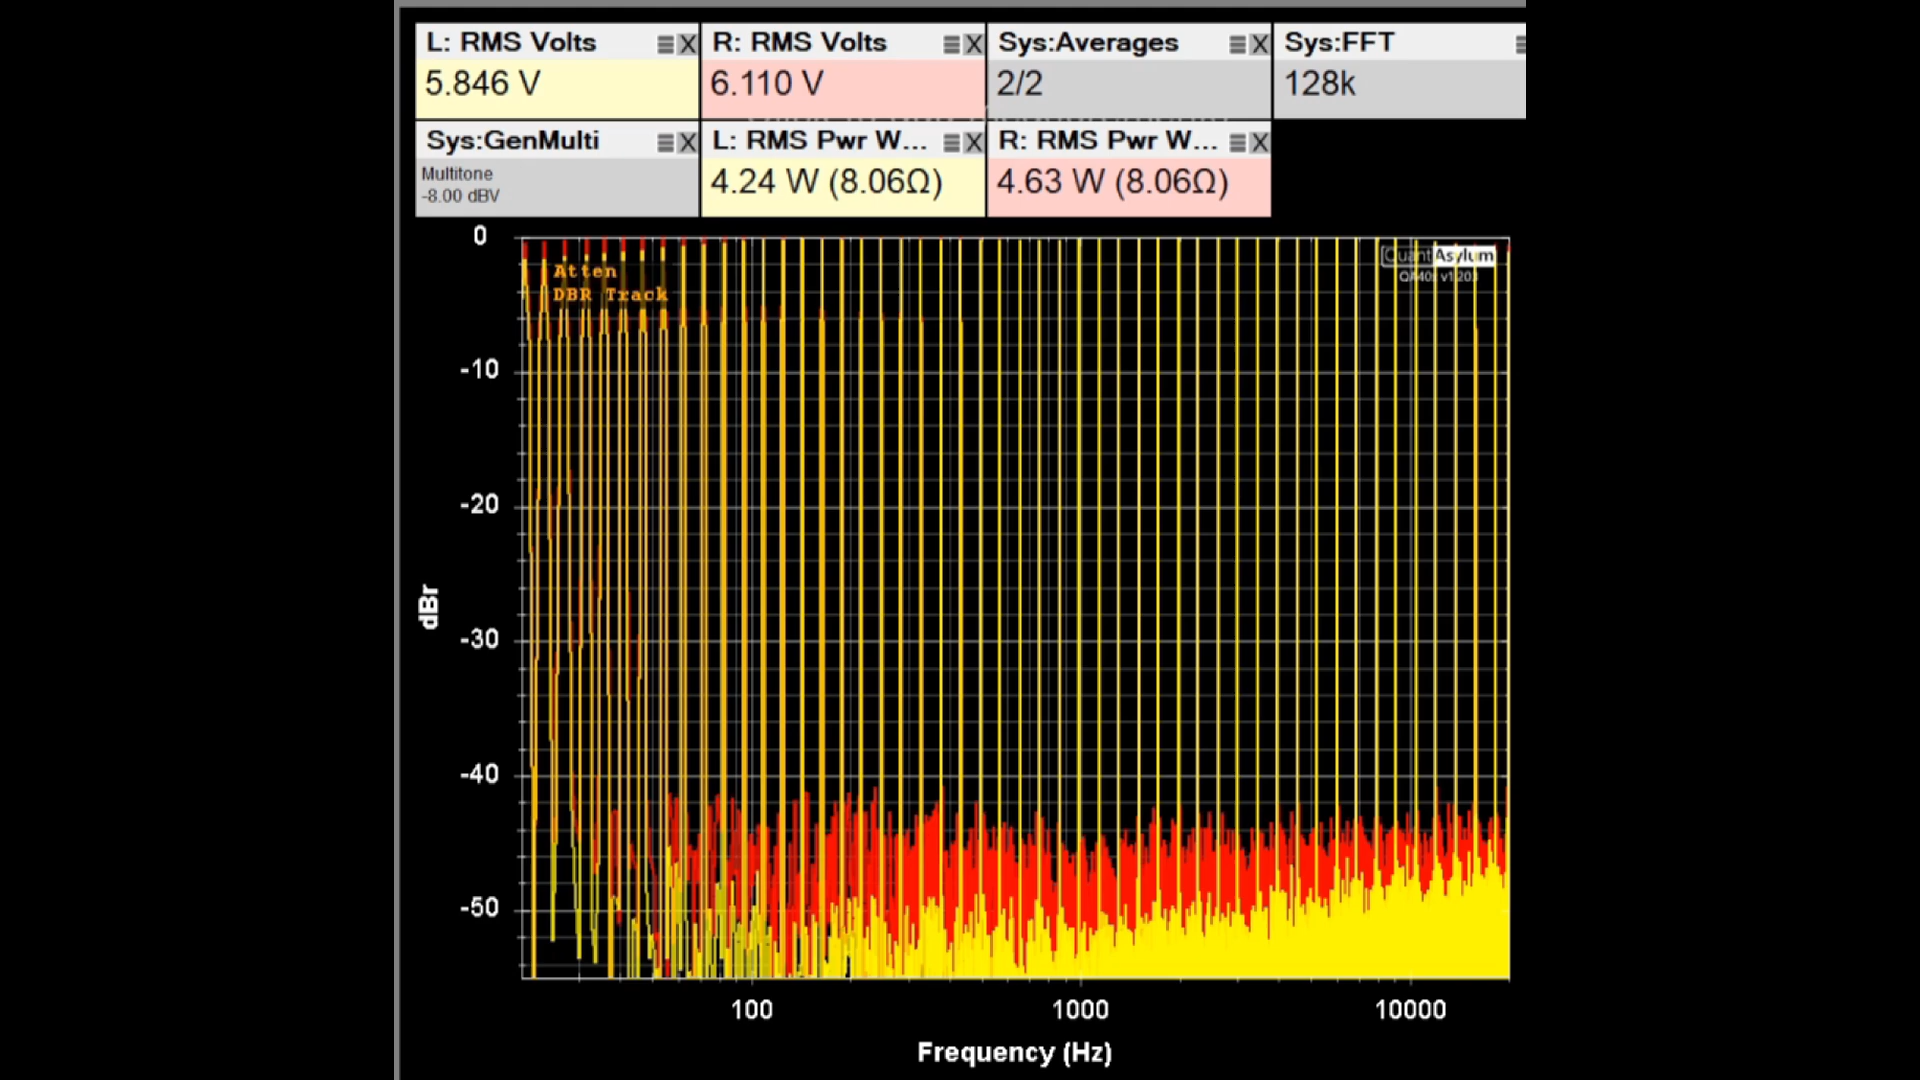 L: RMS Volts
5.846 V
R: RMS Volts
6.110 V
Sys:Averages
2/2
Sys:FFT
128k
Sys:GenMulti
Multitone
-8.00 dBV
L: RMS Pwr W...
4.24 W (8.06Ω)
R: RMS Pwr W...
4.63 W (8.06Ω)
0
Atten
DBR Track
QuantAsylum
-10
-20
-30
-40
-50
dBr
100
1000
10000
Frequency (Hz)